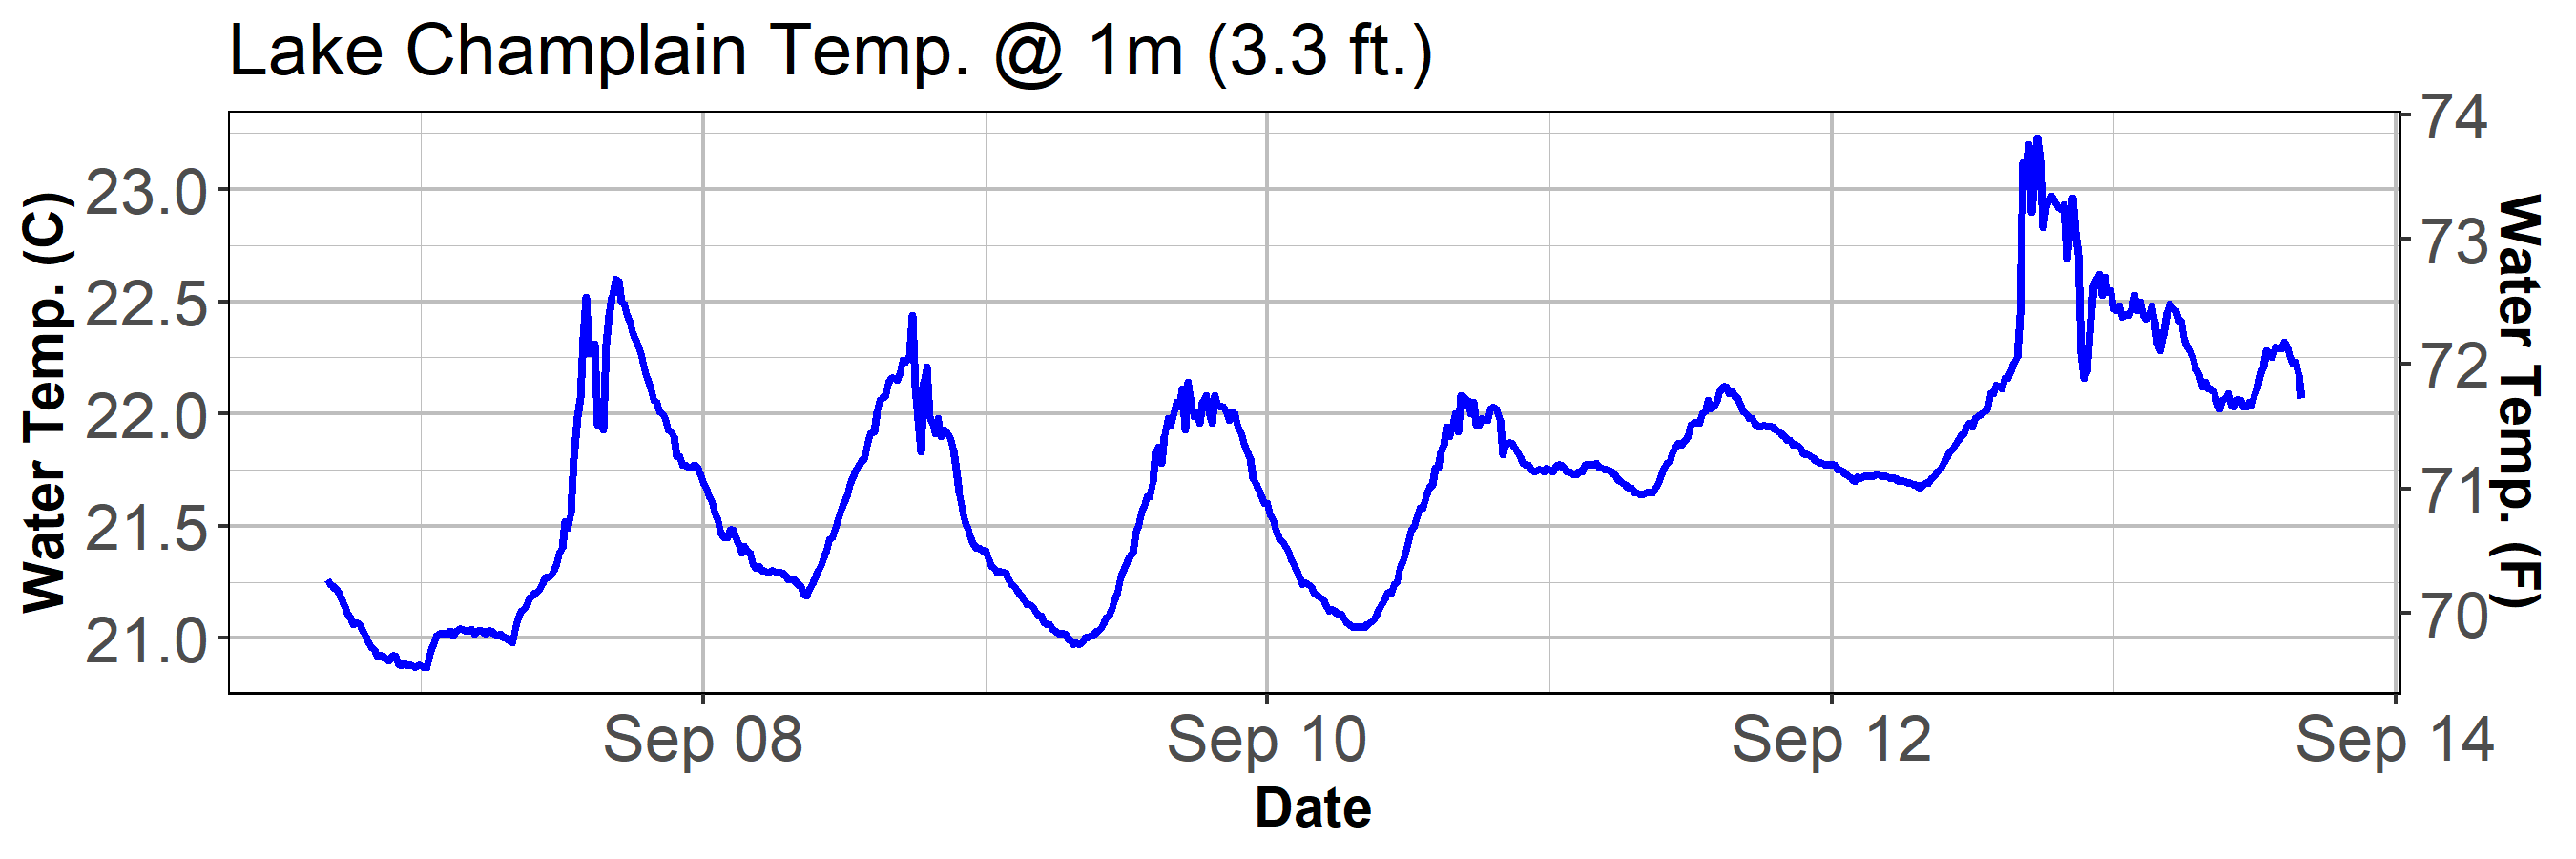 Lake Champlain Temp. @ 1m (3.3 ft.)
Water Temp. (C)
23.0
22.5
22.0
21.5
21.0
74
73
72
71
70
Water Temp. (F)
Sep 08 Sep 10 Sep 12 Sep 14
Date